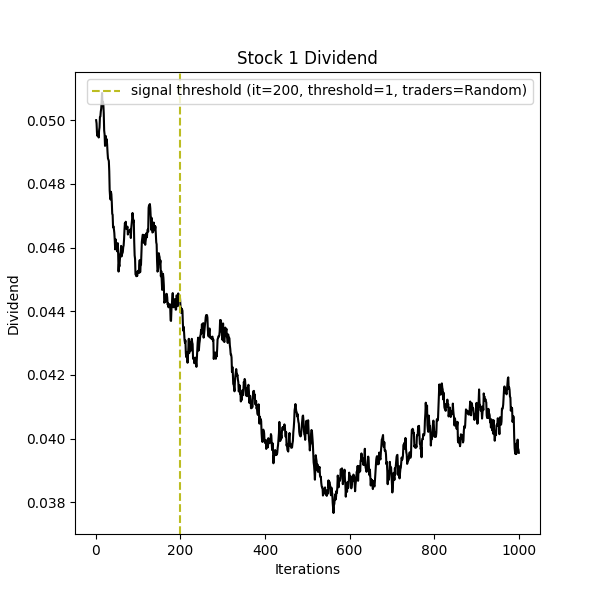 Stock 1 Dividend
signal threshold (it=200, threshold=1, traders=Random)
0.050
0.048
0.046
0.044
0.042
0.040
0.038
Dividend
0 200 400 600 800 1000
Iterations